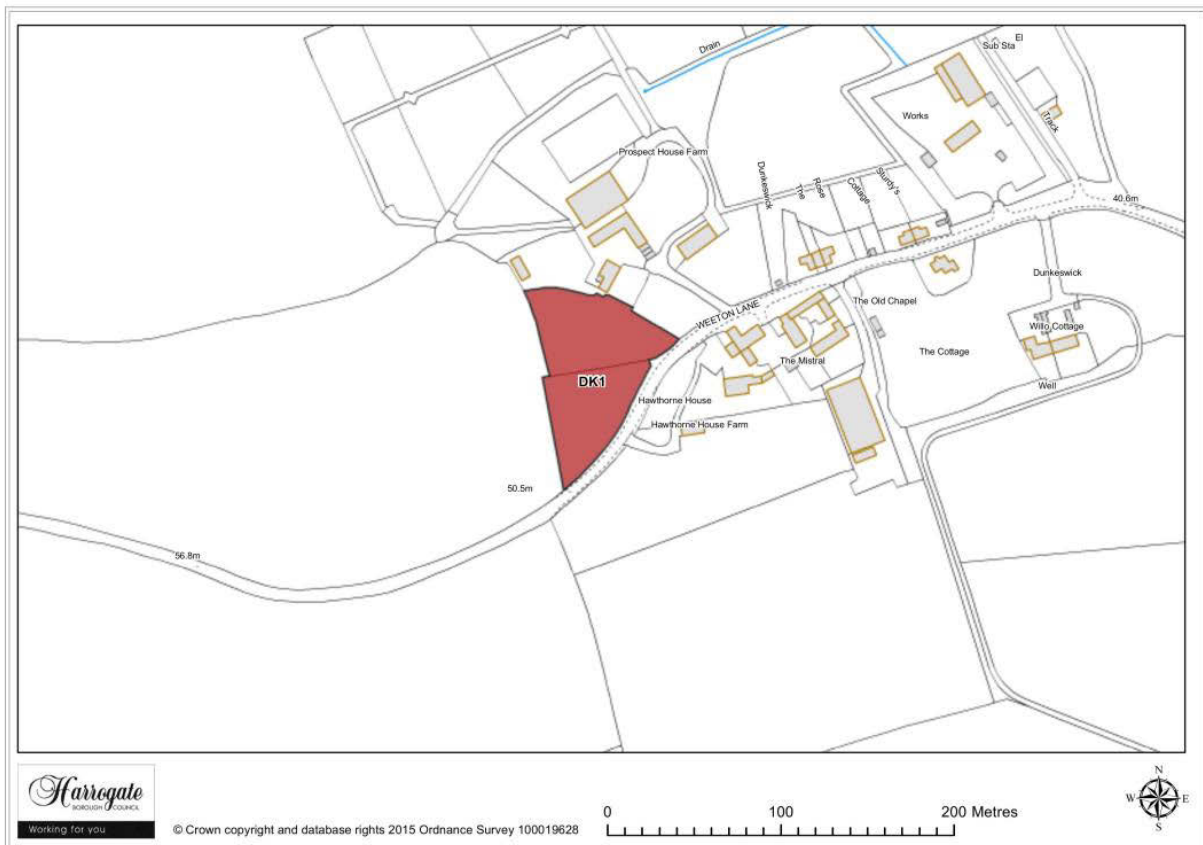 Drain
El
Sub Sta
Works
Track
Prospect House Farm
Dunkeswick
The
Rose
Cottage
Sturdy's
40.6m
WEETON LANE
Dunkeswick
The Old Chapel
Willo Cottage
The Cottage
The Mistral
DK1
Well
Hawthorne House
Hawthorne House Farm
50.5m
56.8m
Harrogate
BOROUGH COUNCIL
Working for you
© Crown copyright and database rights 2015 Ordnance Survey 100019628
0 100 200 Metres
N
W E
S